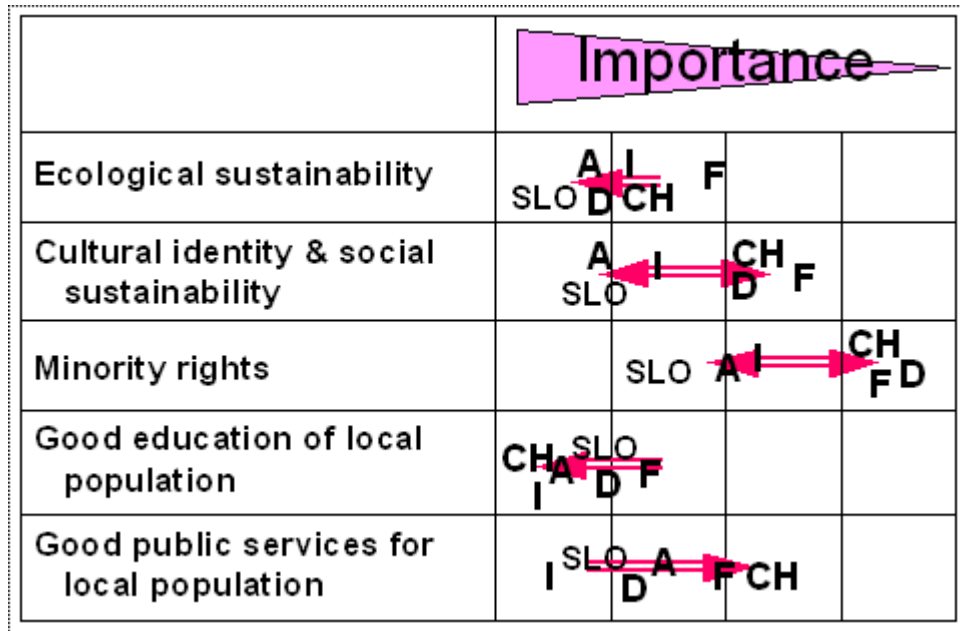 Importance
Ecological sustainability
A I F
SLO D CH
Cultural identity & social
sustainability
A I CH
SLO D F
Minority rights
SLO A I CH
F D
Good education of local
population
CH A SLO
I D F
Good public services for
local population
I SLO A F CH
D